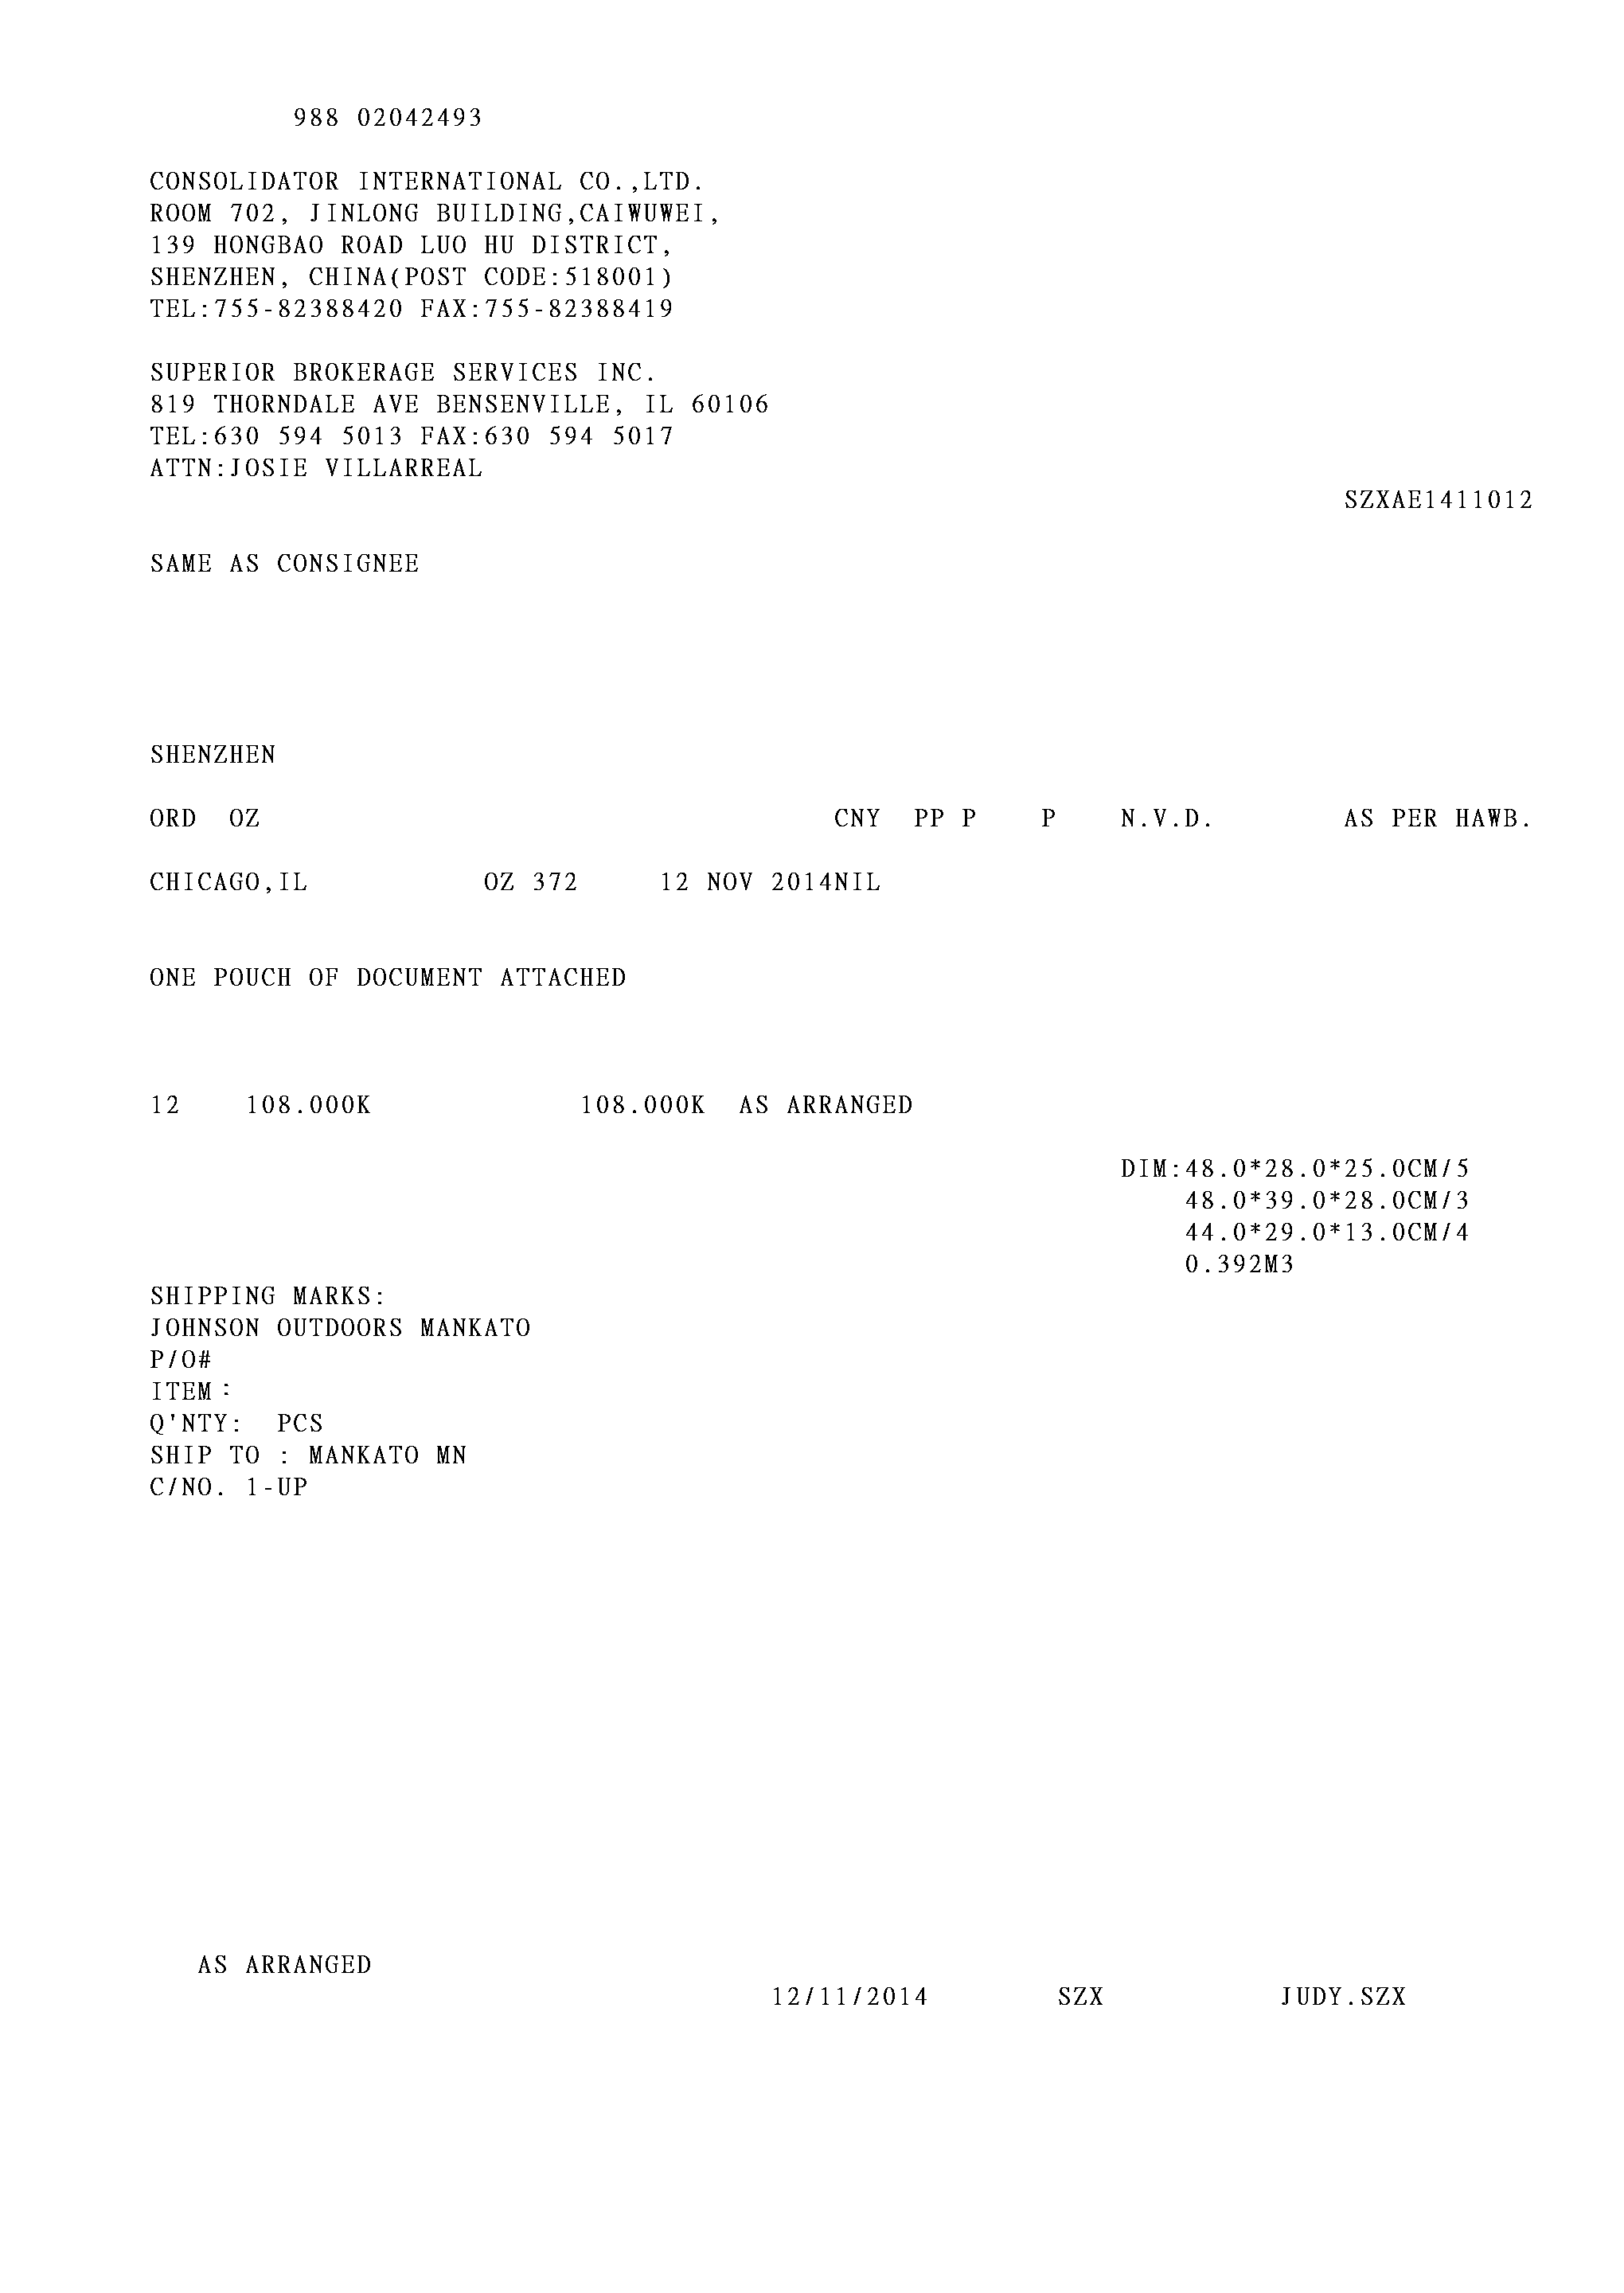 988 02042493
CONSOLIDATOR INTERNATIONAL CO.,LTD.
ROOM 702, JINLONG BUILDING,CAIWUWEI,
139 HONGBAO ROAD LUO HU DISTRICT,
SHENZHEN, CHINA(POST CODE:518001)
TEL:755-82388420 FAX:755-82388419
SUPERIOR BROKERAGE SERVICES INC.
819 THORNDALE AVE BENSENVILLE, IL 60106
TEL:630 594 5013 FAX:630 594 5017
ATTN:JOSIE VILLARREAL
SZXAE1411012
SAME AS CONSIGNEE
SHENZHEN
ORD OZ CNY PP P P N.V.D. AS PER HAWB.
CHICAGO,IL OZ 372 12 NOV 2014NIL
ONE POUCH OF DOCUMENT ATTACHED
12 108.000K 108.000K AS ARRANGED
DIM:48.0*28.0*25.0CM/5
48.0*39.0*28.0CM/3
44.0*29.0*13.0CM/4
0.392M3
SHIPPING MARKS:
JOHNSON OUTDOORS MANKATO
P/O#
ITEM:
Q'NTY: PCS
SHIP TO : MANKATO MN
C/NO. 1-UP
AS ARRANGED
12/11/2014 SZX JUDY.SZX